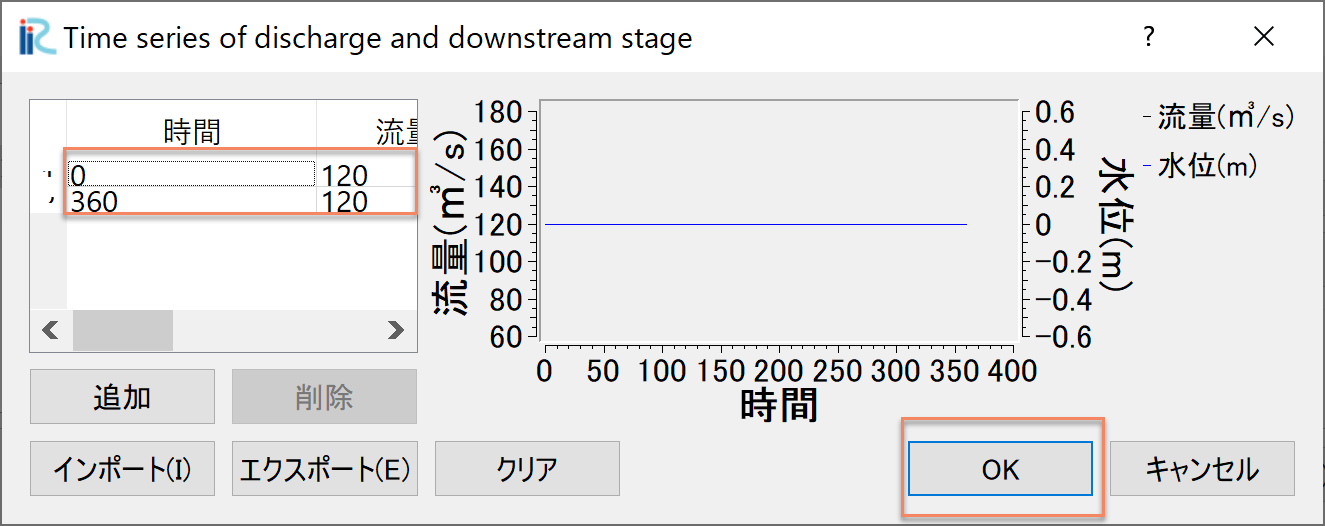 iRIC Time series of discharge and downstream stage
? ×
時間 流量
0 120
360 120
追加 削除
インポート(I) エクスポート(E) クリア
流量(㎥/s)
180
160
140
120
100
80
60
0 50 100 150 200 250 300 350 400
時間
0.6
0.4
0.2
0
-0.2
-0.4
-0.6
水位(m)
流量(㎥/s)
水位(m)
OK キャンセル